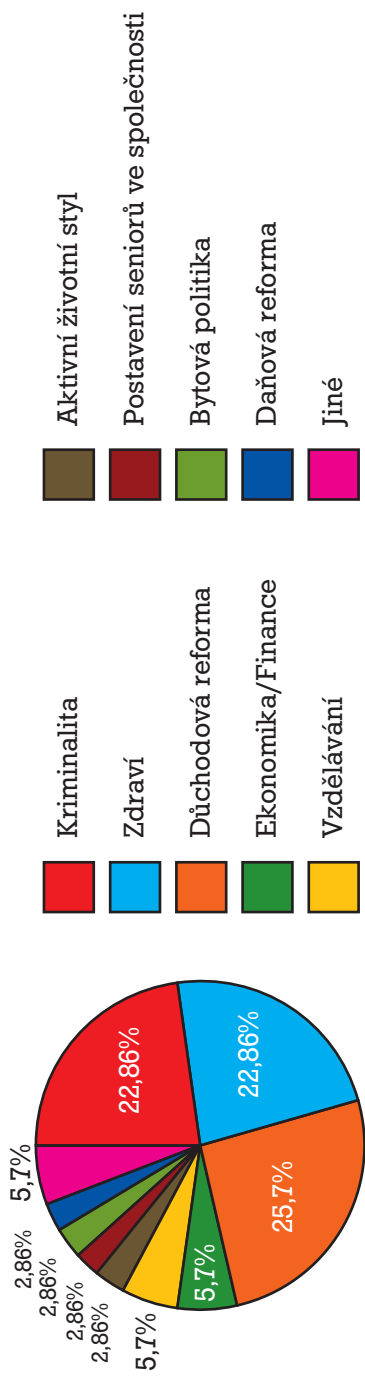 22,86%
22,86%
25,7%
5,7%
5,7%
2,86%
2,86%
2,86%
2,86%
5,7%
Kriminalita
Zdraví
Důchodová reforma
Ekonomika/Finance
Vzdělávání
Aktivní životní styl
Postavení seniorů ve společnosti
Bytová politika
Daňová reforma
Jiné